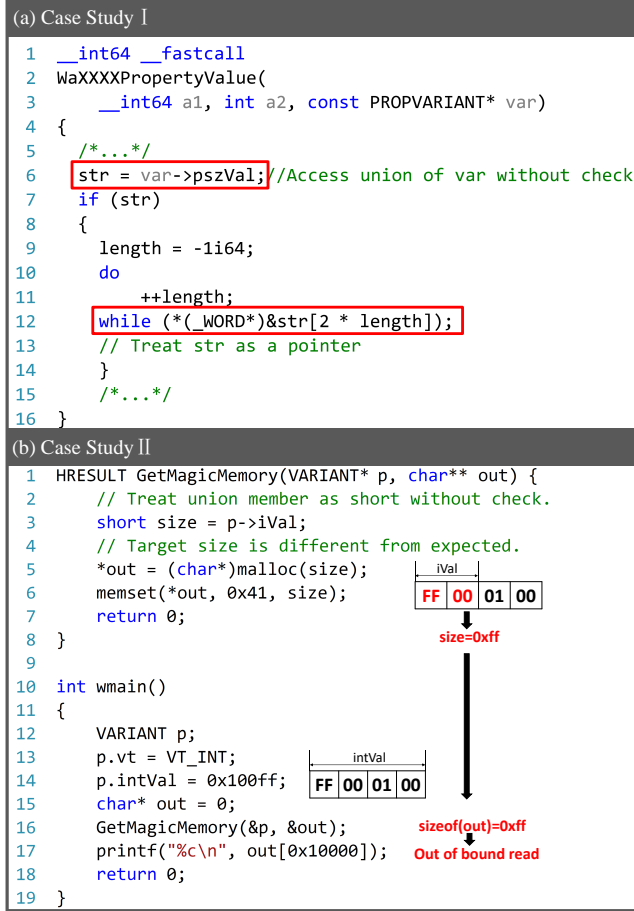 (a) Case Study Ⅰ
1 __int64 __fastcall
2 WaXXXXPropertyValue(
3 __int64 a1, int a2, const PROPVARIANT* var)
4 {
5 /*...*/
6 str = var->pszVal;//Access union of var without check
7 if (str)
8 {
9 length = -1i64;
10 do
11 ++length;
12 while (*(_WORD*)&str[2 * length]);
13 // Treat str as a pointer
14 }
15 /*...*/
16 }
(b) Case Study Ⅱ
1 HRESULT GetMagicMemory(VARIANT* p, char** out) {
2 // Treat union member as short without check.
3 short size = p->iVal;
4 // Target size is different from expected.
5 *out = (char*)malloc(size);
6 memset(*out, 0x41, size);
7 return 0;
8 }
9
10 int wmain()
11 {
12 VARIANT p;
13 p.vt = VT_INT;
14 p.intVal = 0x100ff;
15 char* out = 0;
16 GetMagicMemory(&p, &out);
17 printf("%c\n", out[0x10000]);
18 return 0;
19 }
iVal
FF 00 01 00
size=0xff
intVal
FF 00 01 00
sizeof(out)=0xff
Out of bound read